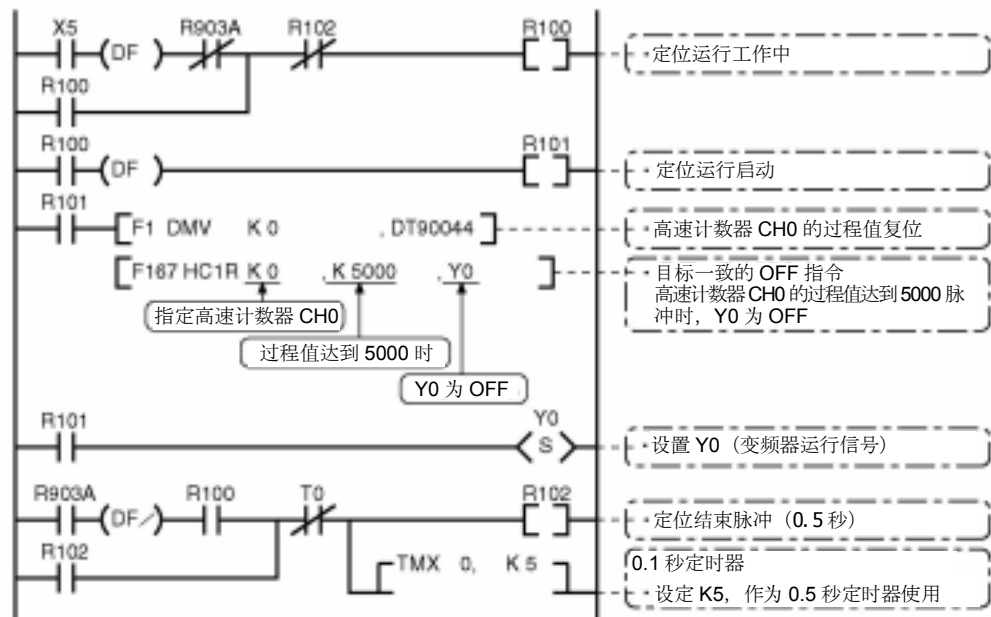 X5 R903A R102 R100
(DF )
定位运行工作中
R100
R100 R101
(DF )
定位运行启动
R101
F1 DMV K 0 , DT90044
高速计数器 CH0 的过程值复位
F167 HC1R K 0 , K 5000 , Y0
目标一致的 OFF 指令
高速计数器 CH0 的过程值达到 5000 脉
冲时，Y0 为 OFF
指定高速计数器 CH0
过程值达到 5000 时
Y0 为 OFF
R101 Y0
S
设置 Y0（变频器运行信号）
R903A R100 T0 R102
(DF/)
定位结束脉冲（0.5 秒）
R102
TMX 0, K 5
0.1 秒定时器
设定 K5，作为 0.5 秒定时器使用